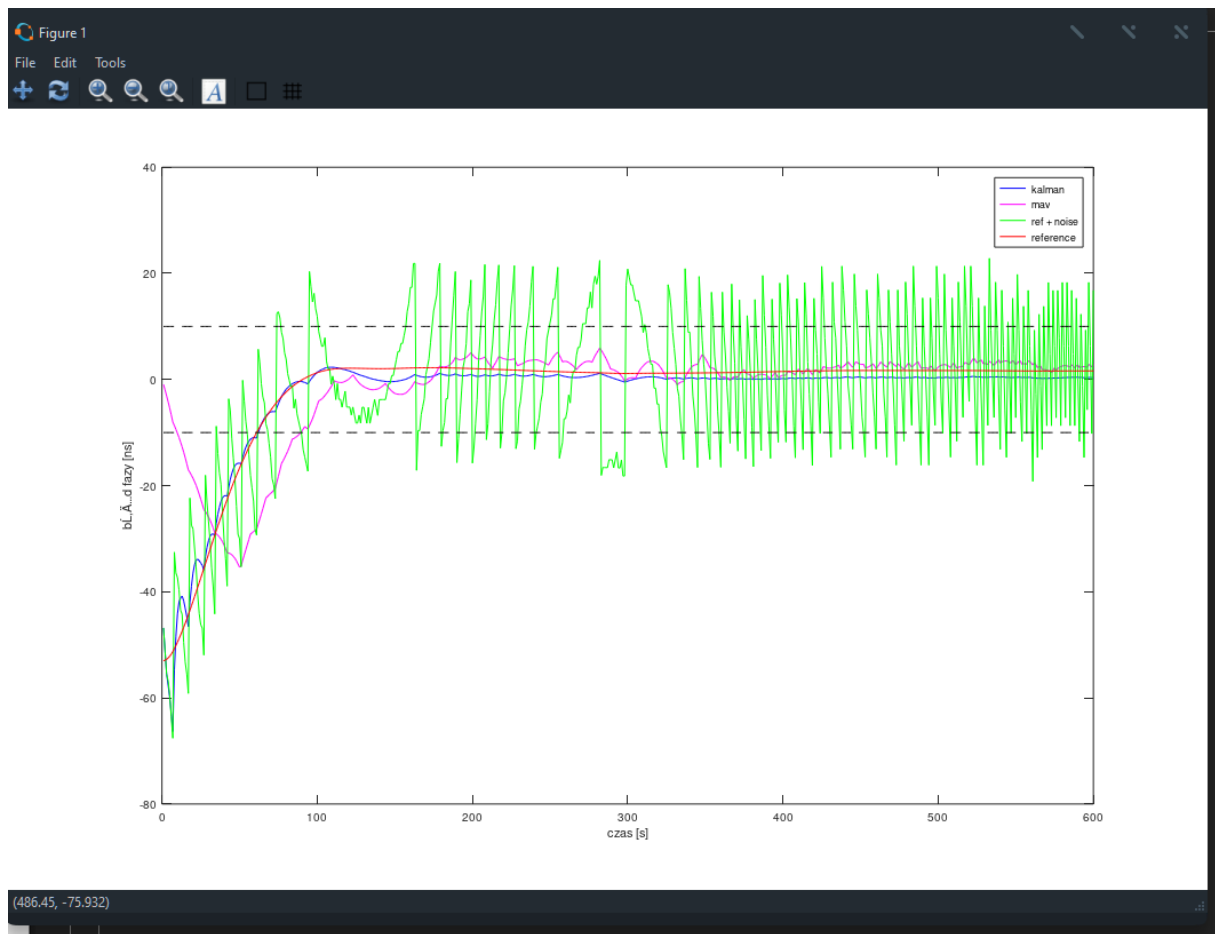 Figure 1
File Edit Tools
A
40
20
0
-20
-40
-60
-80
bĹ‚Ä…d fazy [ns]
kalman
mav
ref + noise
reference
0 100 200 300 400 500 600
czas [s]
(486.45, -75.932)